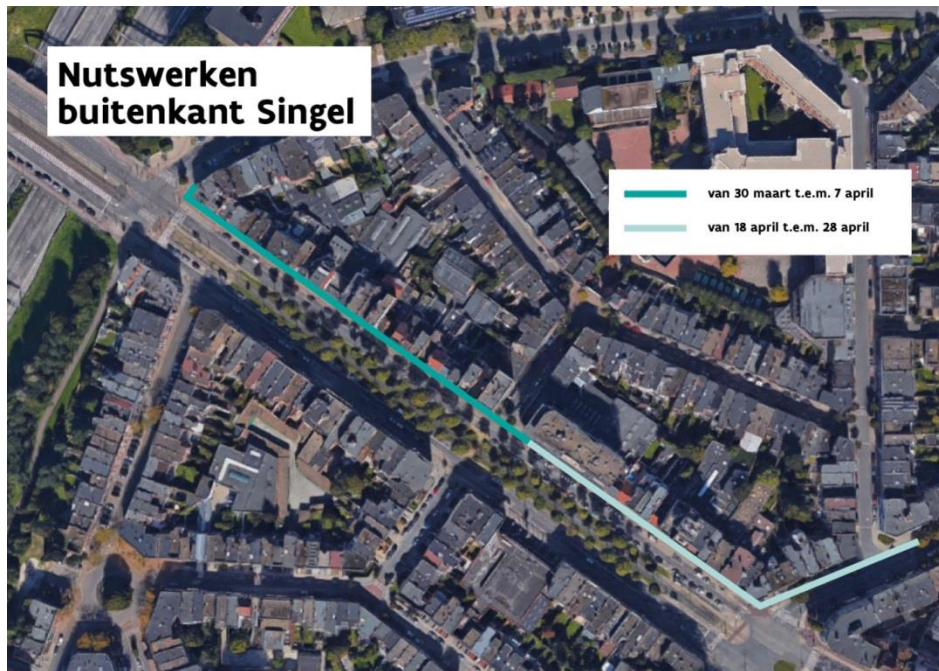 Nutswerken
buitenkant Singel
van 30 maart t.e.m. 7 april
van 18 april t.e.m. 28 april